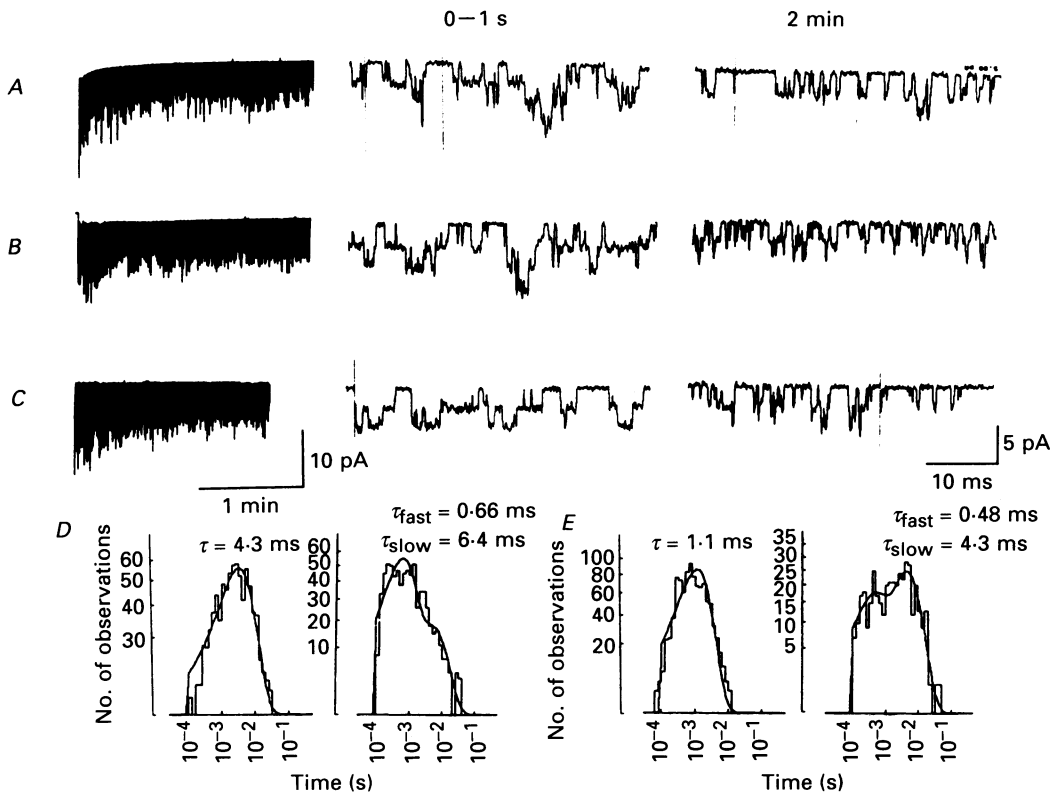 0–1 s
2 min
A
B
C
10 pA
1 min
5 pA
10 ms
D
No. of observations
60
50
40
30
τ = 4·3 ms
10⁻⁴
10⁻³
10⁻²
10⁻¹
τfast = 0·66 ms
τslow = 6·4 ms
60
50
40
30
20
10
10⁻⁴
10⁻³
10⁻²
10⁻¹
Time (s)
E
No. of observations
100
80
60
40
20
τ = 1·1 ms
10⁻⁴
10⁻³
10⁻²
10⁻¹
τfast = 0·48 ms
τslow = 4·3 ms
35
30
25
20
15
10
5
10⁻⁴
10⁻³
10⁻²
10⁻¹
Time (s)